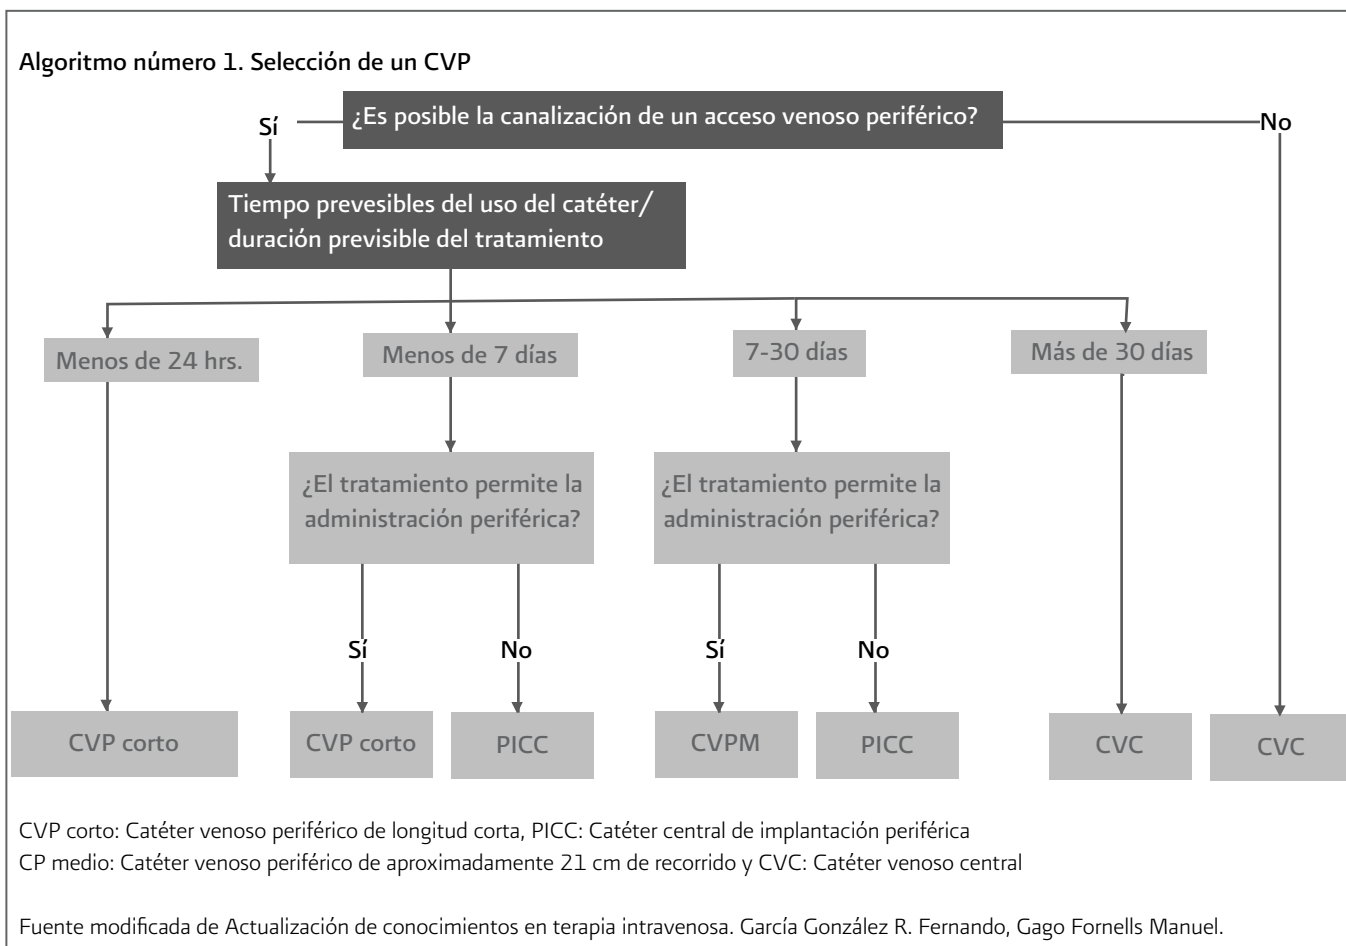 Algoritmo número 1. Selección de un CVP
¿Es posible la canalización de un acceso venoso periférico?
Sí
No
Tiempo prevesibles del uso del catéter/
duración previsible del tratamiento
Menos de 24 hrs.
Menos de 7 días
7-30 días
Más de 30 días
¿El tratamiento permite la
administración periférica?
¿El tratamiento permite la
administración periférica?
Sí
No
Sí
No
CVP corto
CVP corto
PICC
CVPM
PICC
CVC
CVC
CVP corto: Catéter venoso periférico de longitud corta, PICC: Catéter central de implantación periférica
CP medio: Catéter venoso periférico de aproximadamente 21 cm de recorrido y CVC: Catéter venoso central
Fuente modificada de Actualización de conocimientos en terapia intravenosa. García González R. Fernando, Gago Fornells Manuel.